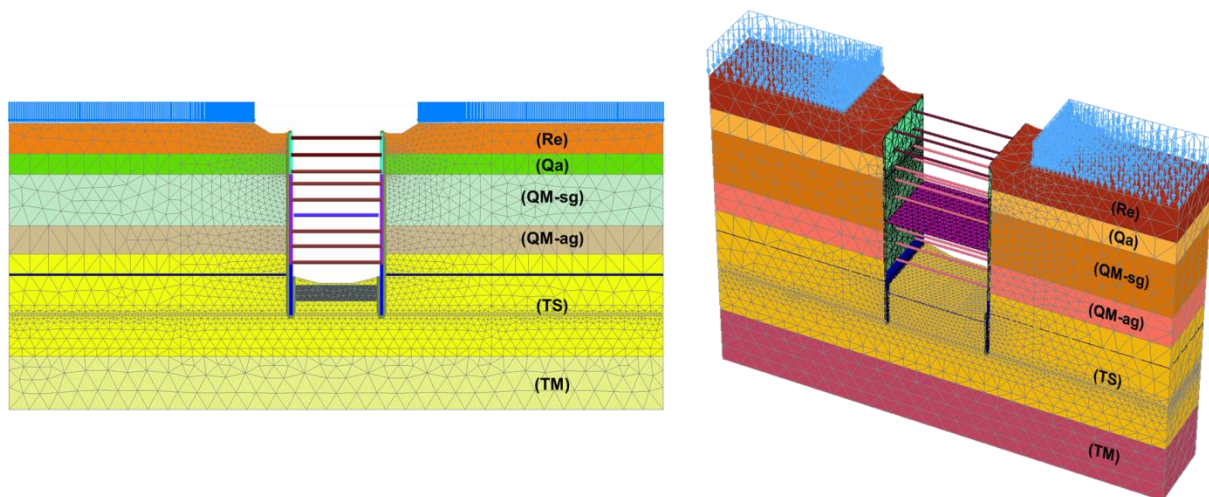 (Re)
(Qa)
(QM-sg)
(QM-ag)
(TS)
(TM)
(Re)
(Qa)
(QM-sg)
(QM-ag)
(TS)
(TM)